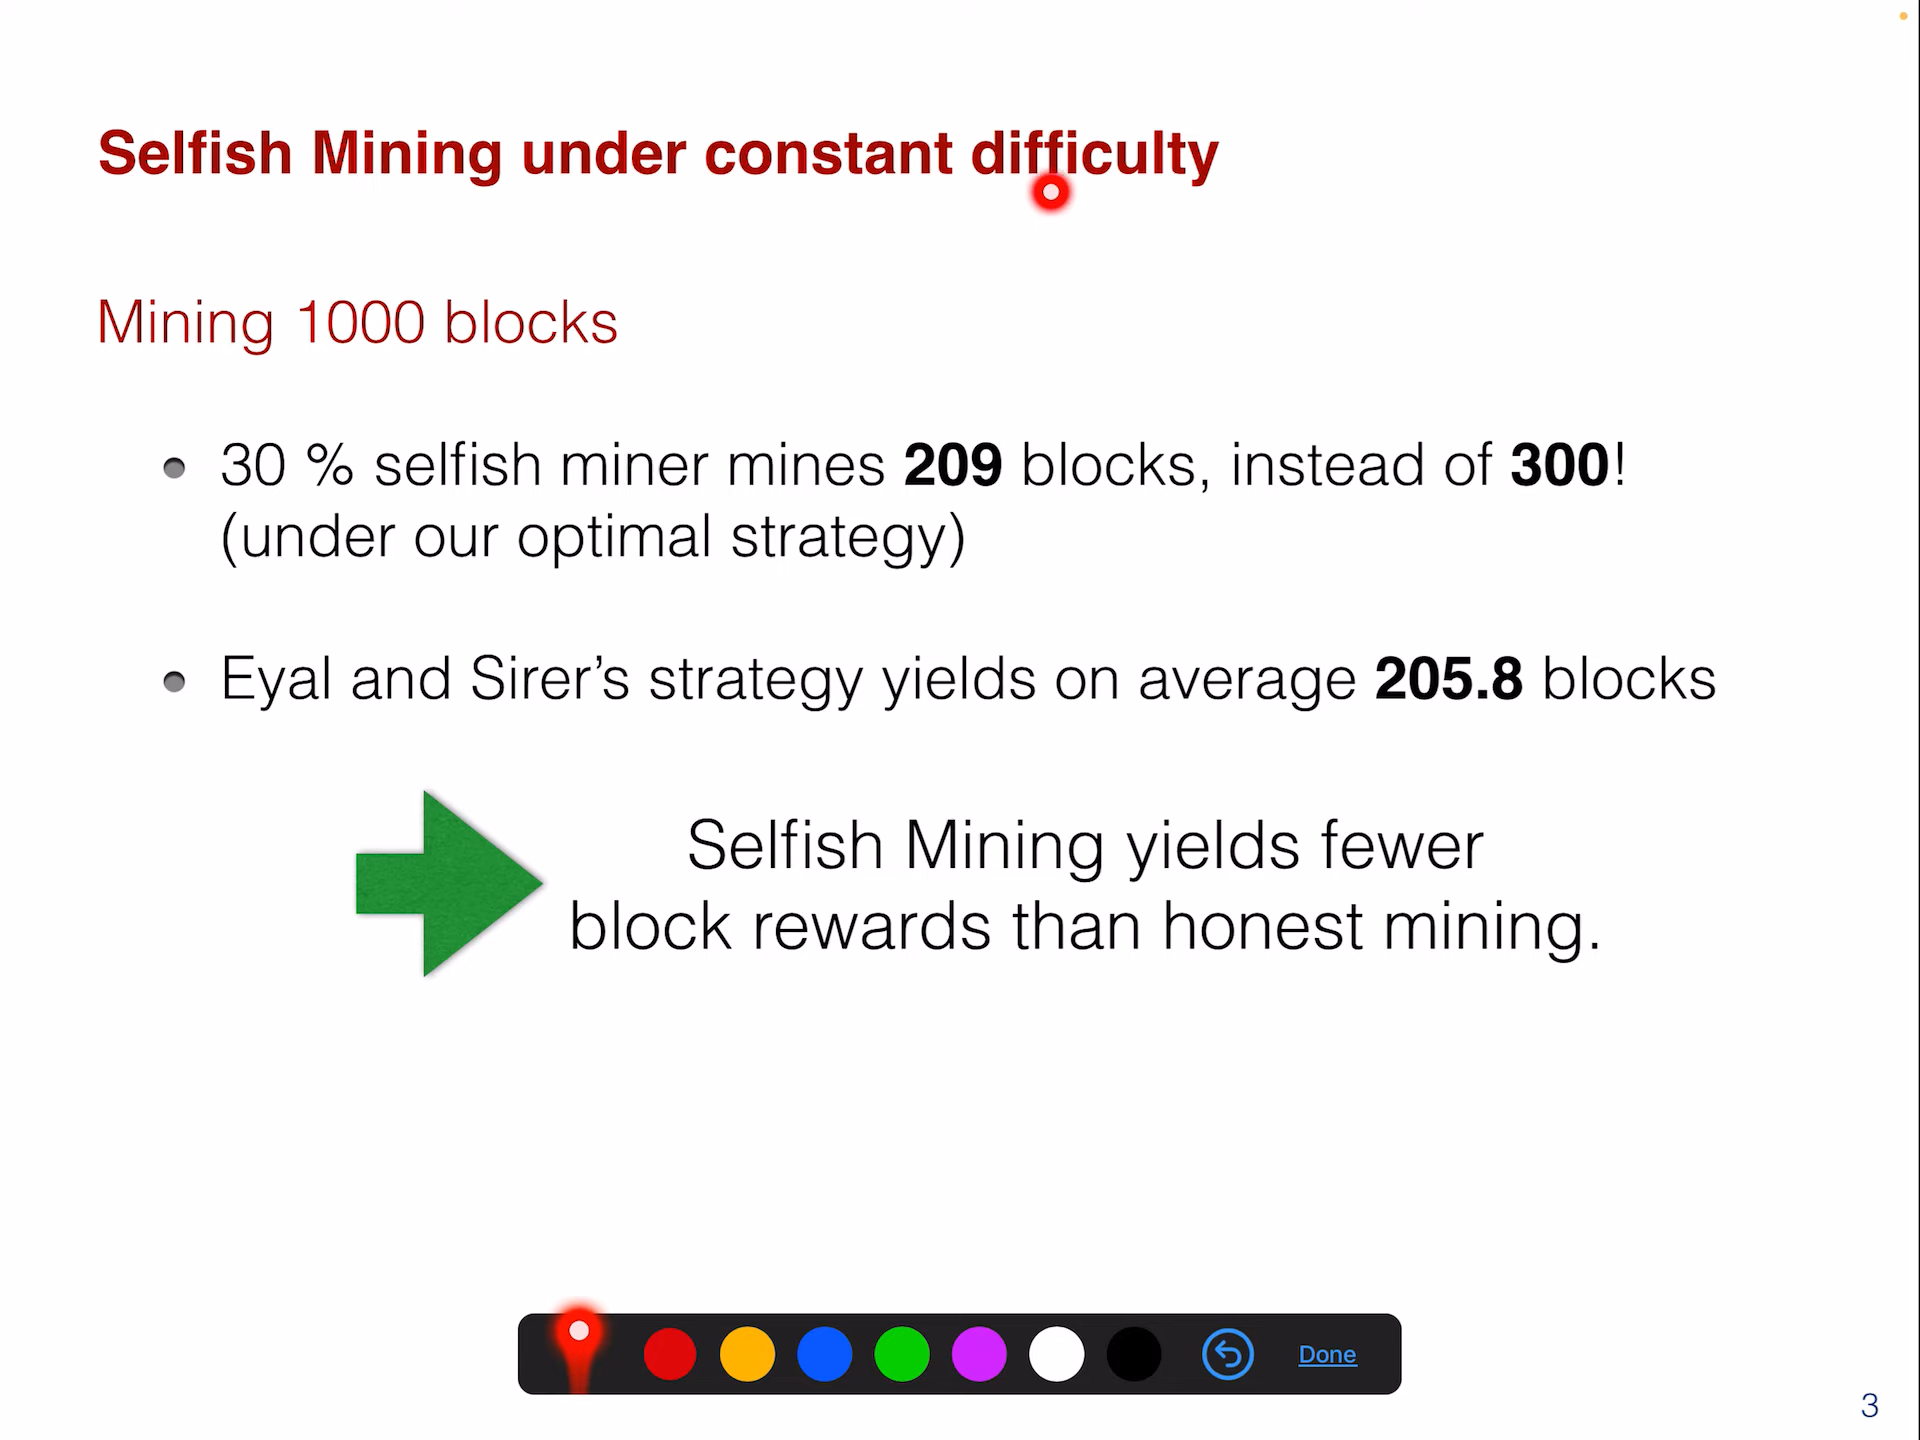 Selfish Mining under constant difficulty
Mining 1000 blocks
• 30 % selfish miner mines 209 blocks, instead of 300!
(under our optimal strategy)
• Eyal and Sirer’s strategy yields on average 205.8 blocks
Selfish Mining yields fewer
block rewards than honest mining.
Done
3